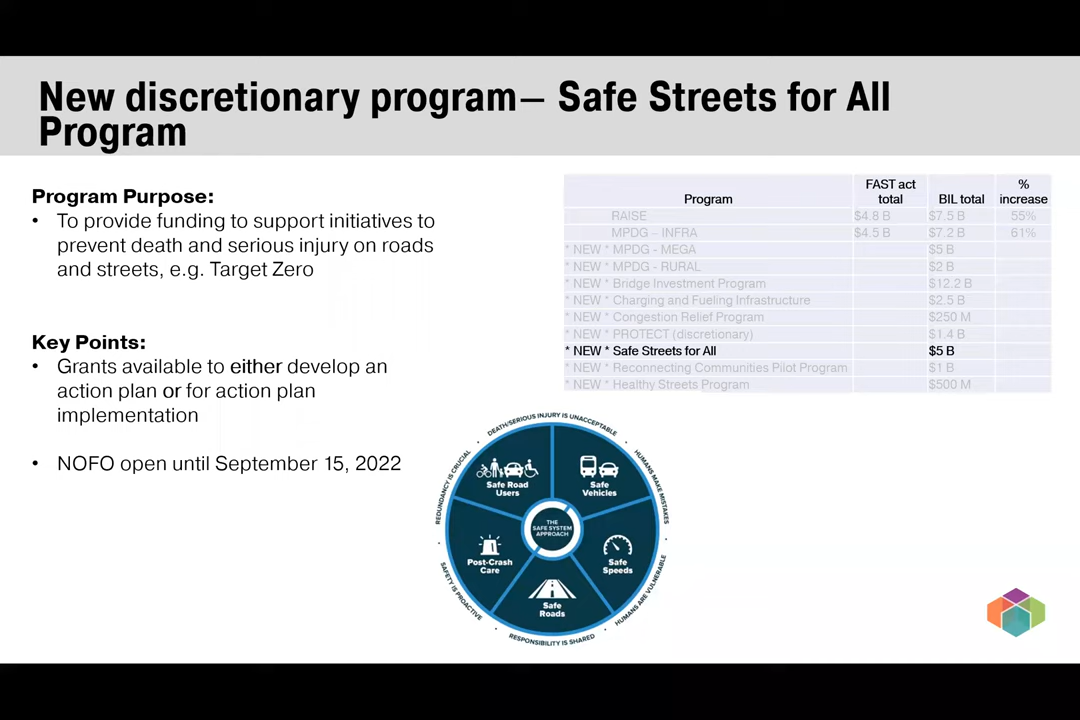 New discretionary program– Safe Streets for All
Program
Program Purpose:
• To provide funding to support initiatives to
prevent death and serious injury on roads
and streets, e.g. Target Zero
Key Points:
• Grants available to either develop an
action plan or for action plan
implementation
• NOFO open until September 15, 2022
Program FAST act total BIL total % increase
RAISE $4.8 B $7.5 B 55%
MPDG – INFRA $4.5 B $7.2 B 61%
* NEW * MPDG - MEGA $5 B
* NEW * MPDG - RURAL $2 B
* NEW * Bridge Investment Program $12.2 B
* NEW * Charging and Fueling Infrastructure $2.5 B
* NEW * Congestion Relief Program $250 M
* NEW * PROTECT (discretionary) $1.4 B
* NEW * Safe Streets for All $5 B
* NEW * Reconnecting Communities Pilot Program $1 B
* NEW * Healthy Streets Program $500 M
DEATH/SERIOUS INJURY IS UNACCEPTABLE
HUMANS MAKE MISTAKES
HUMANS ARE VULNERABLE
RESPONSIBILITY IS SHARED
SAFETY IS PROACTIVE
REDUNDANCY IS CRUCIAL
Safe Road
Users
Safe
Vehicles
THE
SAFE SYSTEM
APPROACH
Post-Crash
Care
Safe
Speeds
Safe
Roads